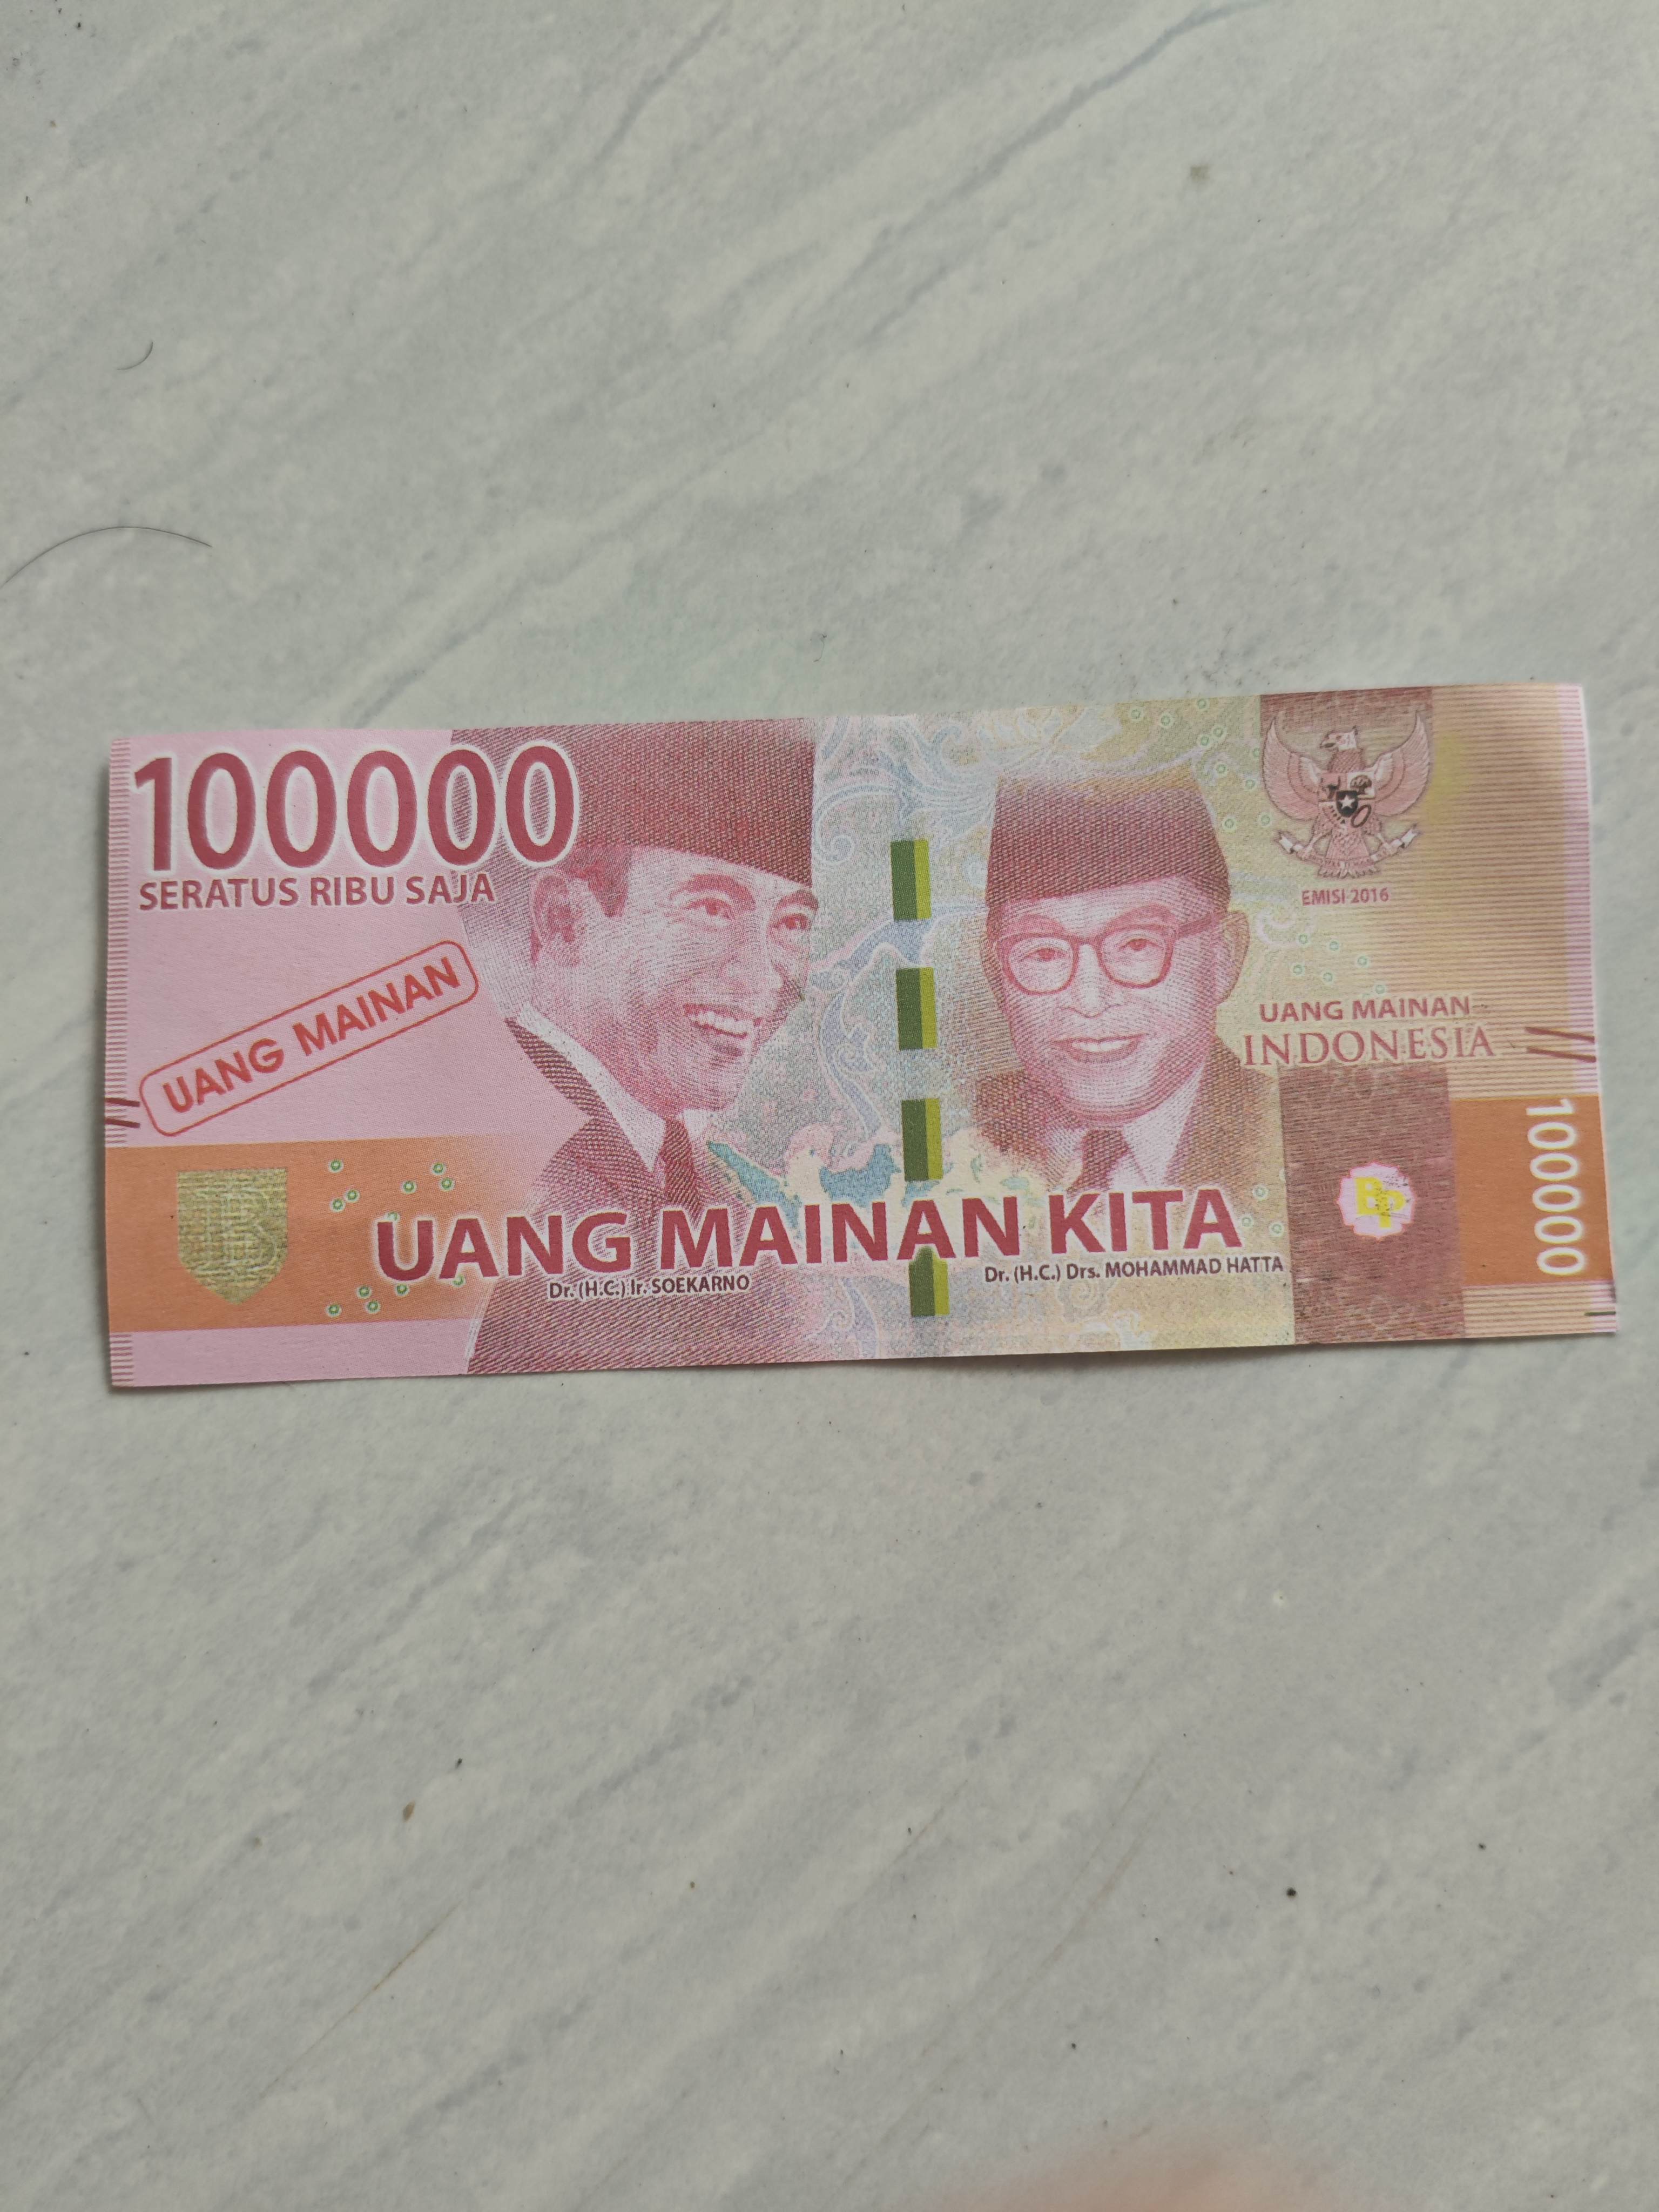 100000
SERATUS RIBU SAJA
UANG MAINAN
EMISI 2016
UANG MAINAN
INDONESIA
100000
BP
UANG MAINAN KITA
Dr. (H.C.) Ir. SOEKARNO
Dr. (H.C.) Drs. MOHAMMAD HATTA